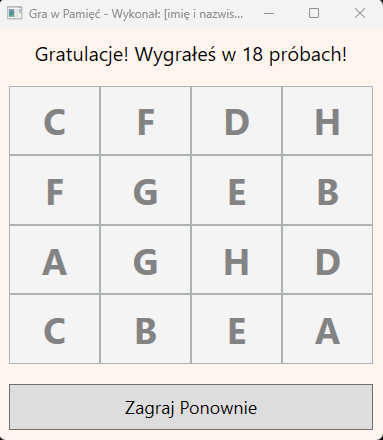 Gra w Pamięć - Wykonał: [imię i nazwis...
Gratulacje! Wygrałeś w 18 próbach!
C F D H
F G E B
A G H D
C B E A
Zagraj Ponownie